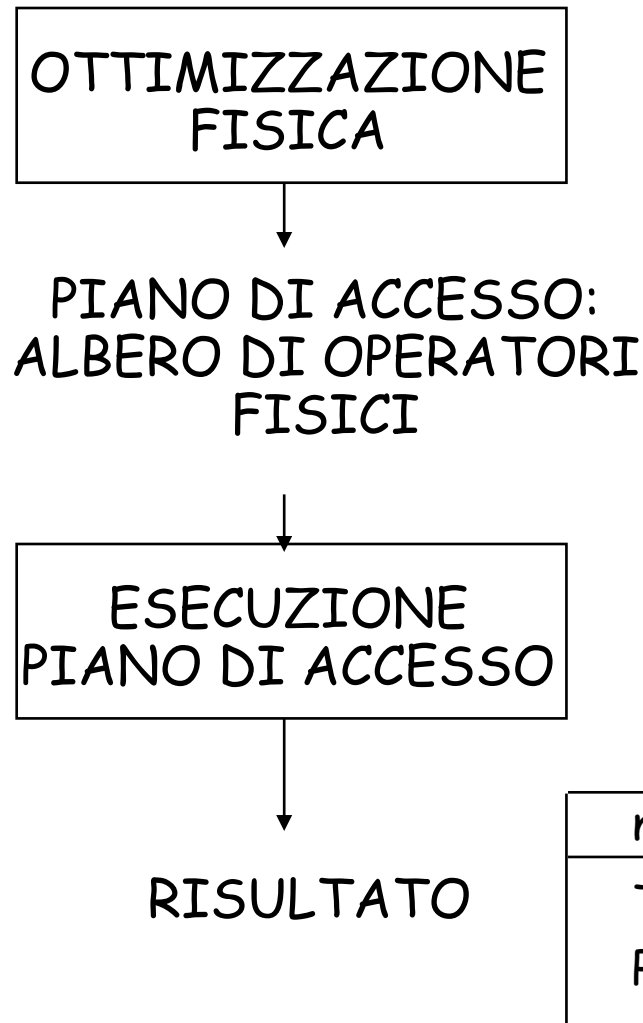 OTTIMIZZAZIONE
FISICA
PIANO DI ACCESSO:
ALBERO DI OPERATORI
FISICI
ESECUZIONE
PIANO DI ACCESSO
RISULTATO